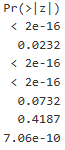 Pr(>|z|)
< 2e-16
0.0232
< 2e-16
< 2e-16
0.0732
0.4187
7.06e-10